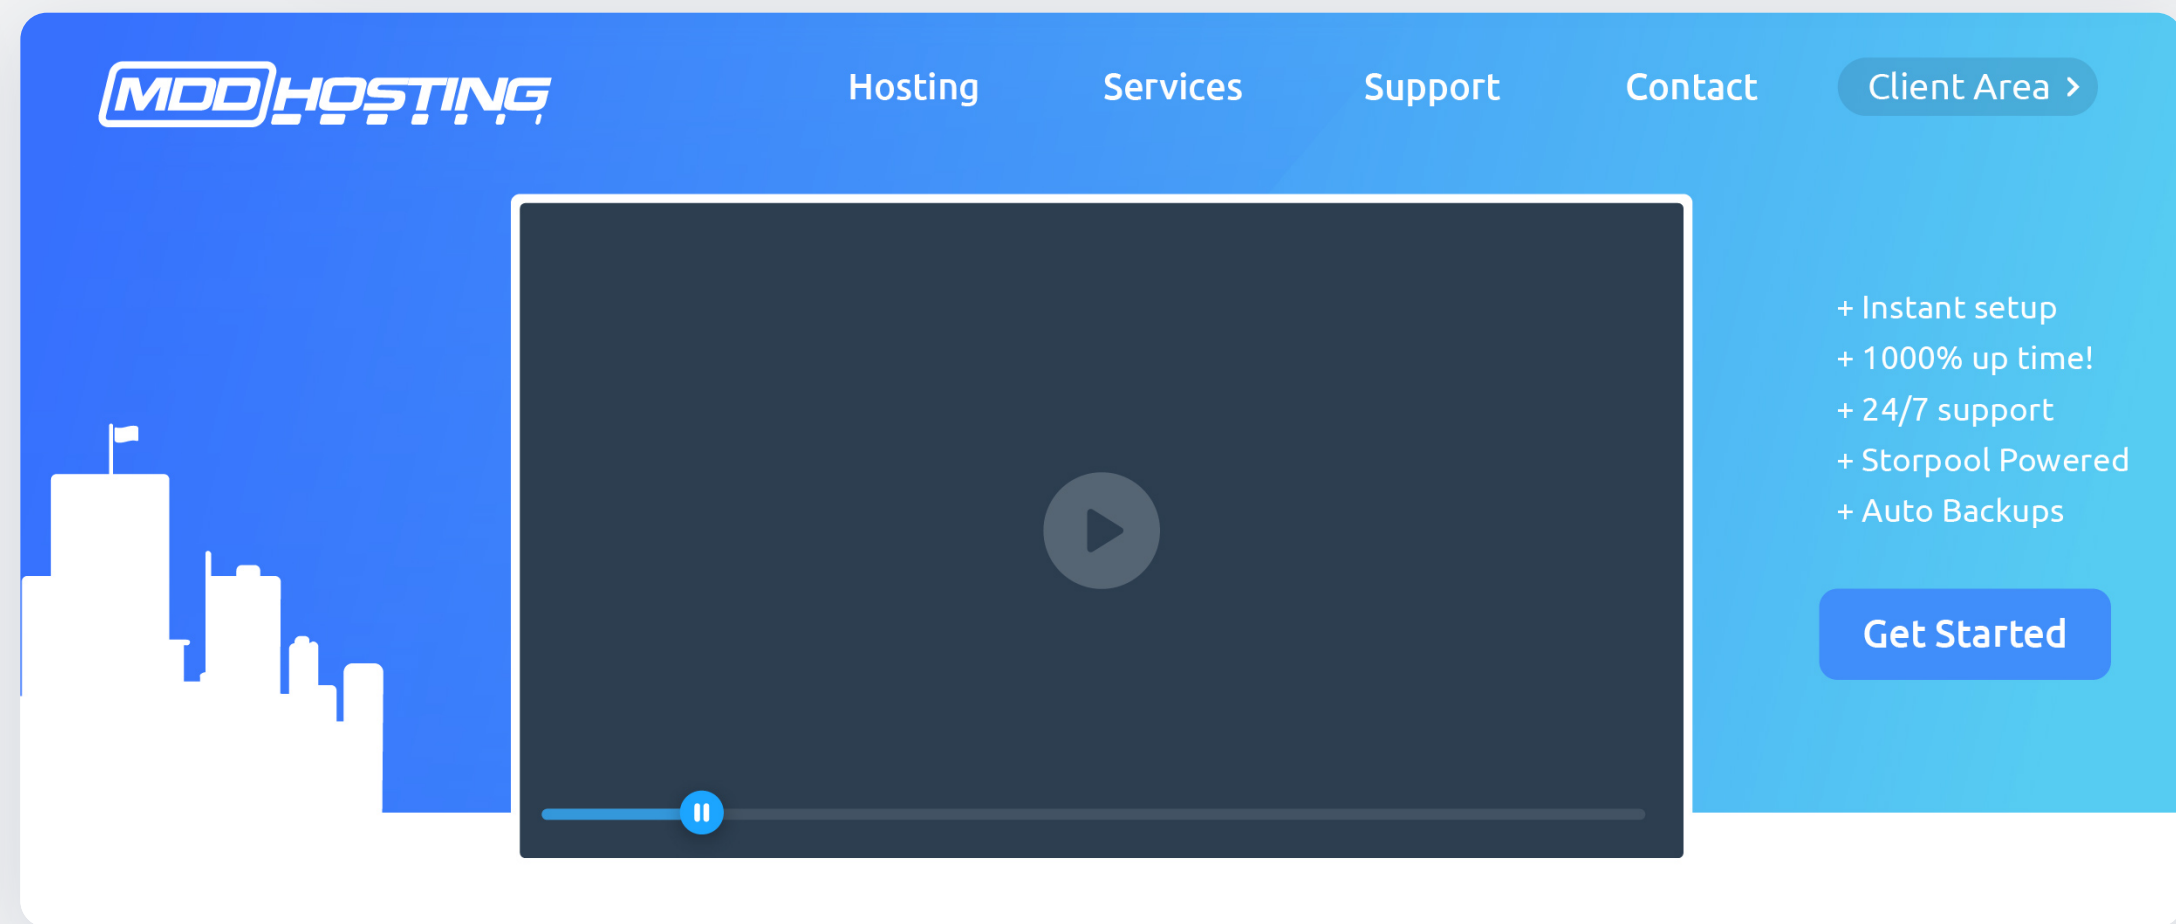 MDDHOSTING
Hosting Services Support Contact Client Area
+ Instant setup
+ 1000% up time!
+ 24/7 support
+ Storpool Powered
+ Auto Backups
Get Started